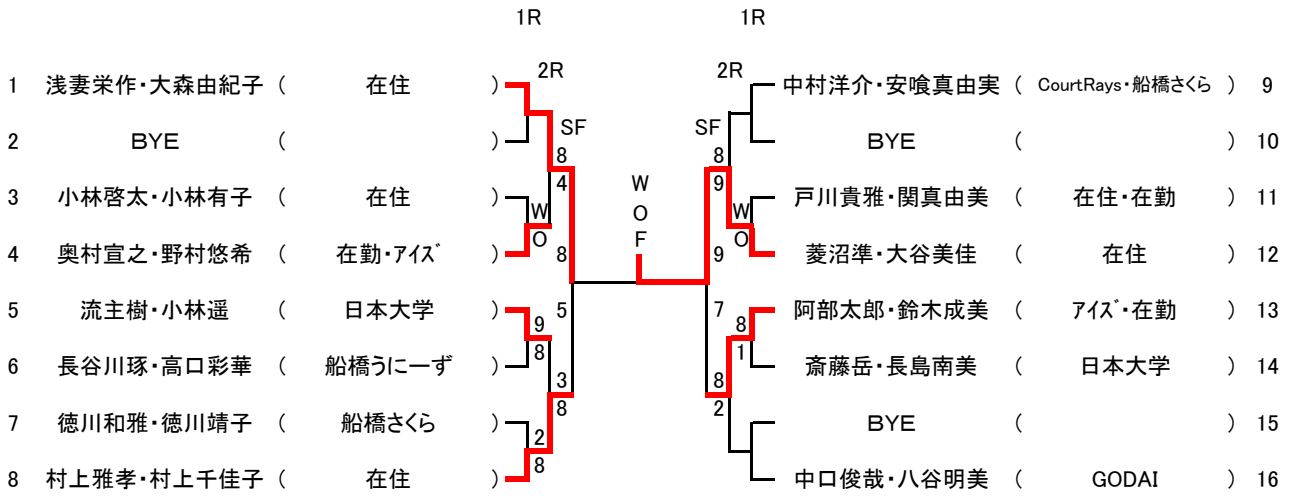 1R 1R
2R 2R
1 浅妻栄作・大森由紀子 ( 在住 ) 中村洋介・安喰真由実 ( CourtRays・船橋さくら ) 9
SF SF
2 BYE ( ) BYE ( ) 10
8 8
4 W 9
3 小林啓太・小林有子 ( 在住 ) 戸川貴雅・関真由美 ( 在住・在勤 ) 11
W O W
O F O
4 奥村宣之・野村悠希 ( 在勤・アイズ ) 8 9 菱沼準・大谷美佳 ( 在住 ) 12
5 流主樹・小林遥 ( 日本大学 ) 5 7 阿部太郎・鈴木成美 ( アイズ・在勤 ) 13
9 8
8 1
6 長谷川琢・高口彩華 ( 船橋うにーず ) 斎藤岳・長島南美 ( 日本大学 ) 14
3 8
8 2
7 徳川和雅・徳川靖子 ( 船橋さくら ) BYE ( ) 15
2
8
8 村上雅孝・村上千佳子 ( 在住 ) 中口俊哉・八谷明美 ( GODAI ) 16